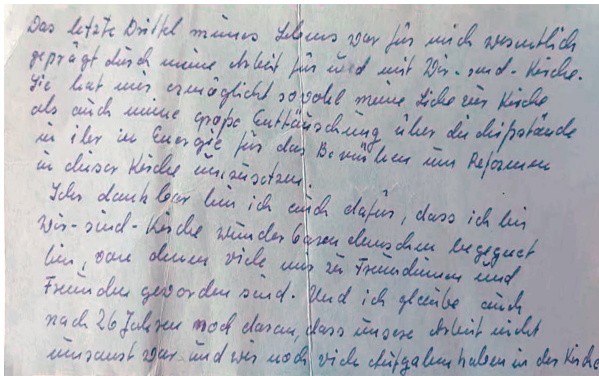 Das letzte Drittel meines Lebens war für mich wesentlich
geprägt durch meine Arbeit für und mit Wir-sind-Kirche.
Sie hat mir ermöglicht sowohl meine Liebe zur Kirche
als auch meine große Enttäuschung über die Mißstände
in ihr in Energie für das Bemühen um Reformen
in dieser Kirche umzusetzen.
Sehr dankbar bin ich auch dafür, dass ich bei
Wir-sind-Kirche wunderbaren Menschen begegnet
bin, von denen viele mir zu Freundinnen und
Freunden geworden sind. Und ich glaube auch
nach 26 Jahren noch daran, dass unsere Arbeit nicht
umsonst war und wir noch viele Aufgaben haben in der Kirche